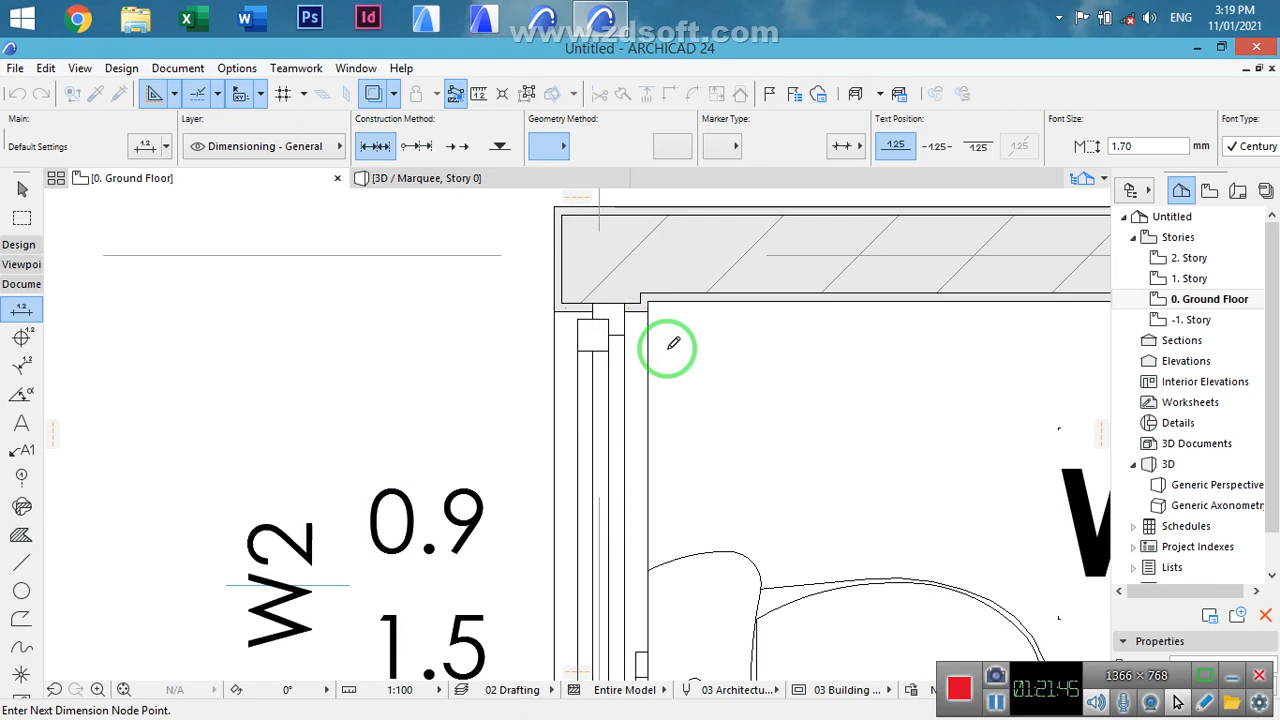 www.zdsoft.com
ENG
3:19 PM
11/01/2021
Untitled - ARCHICAD 24
File Edit View Design Document Options Teamwork Window Help
Main:
Default Settings
Layer:
Dimensioning - General
Construction Method:
Geometry Method:
Marker Type:
Text Position:
Font Size:
1.70
mm
Font Type:
Century
[0. Ground Floor]
[3D / Marquee, Story 0]
Design
Viewpoi
Docume
Untitled
Stories
2. Story
1. Story
0. Ground Floor
-1. Story
Sections
Elevations
Interior Elevations
Worksheets
Details
3D Documents
3D
Generic Perspective
Generic Axonometr
Schedules
Project Indexes
Lists
Properties
W2
0.9
1.5
N/A
0°
1:100
02 Drafting
Entire Model
03 Architectu...
03 Building ...
Enter Next Dimension Node Point.
01:21:45
1366 × 768